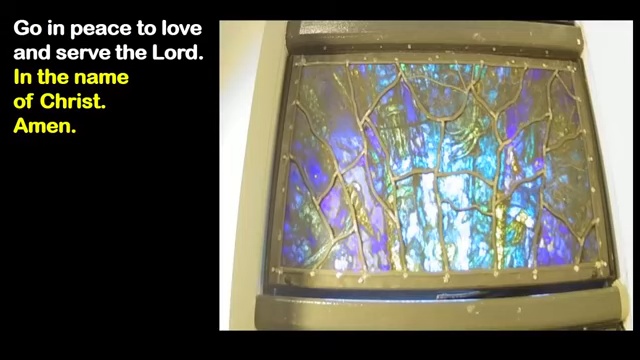 Go in peace to love
and serve the Lord.
In the name
of Christ.
Amen.